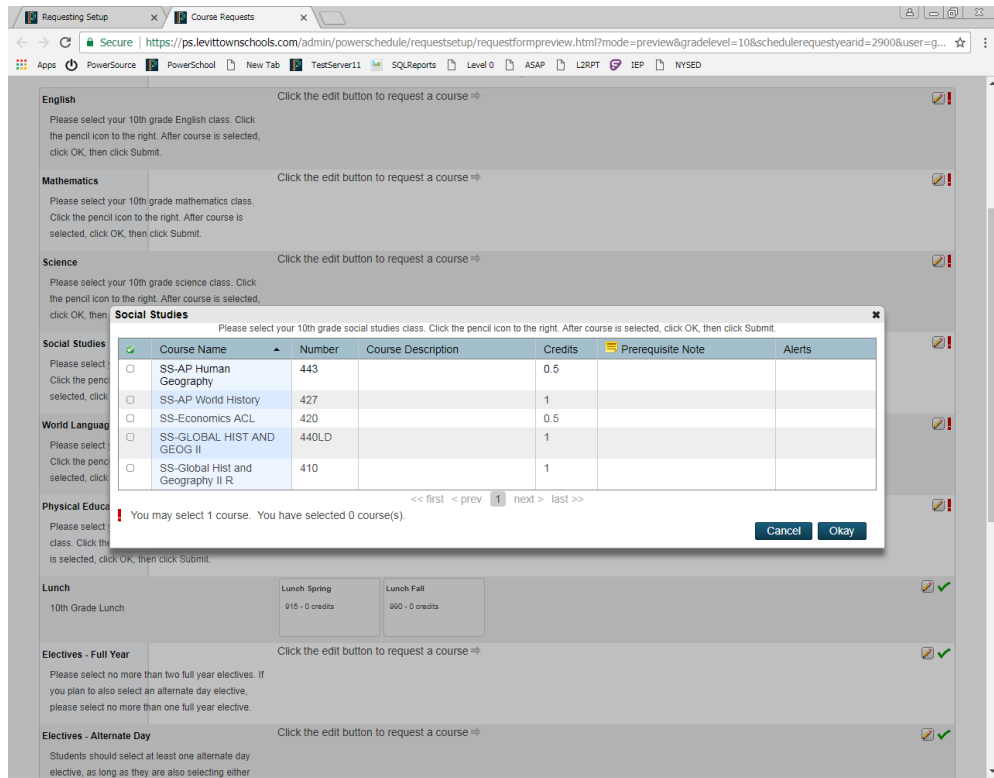 Requesting Setup
Course Requests
Secure | https://ps.levittownschools.com/admin/powerschedule/requestsetup/requestformpreview.html?mode=preview&gradelevel=10&schedulerequestyearid=2900&user=g...
Apps PowerSource PowerSchool New Tab TestServer11 SQLReports Level 0 ASAP L2RPT IEP NYSED
English
Click the edit button to request a course
Please select your 10th grade English class. Click
the pencil icon to the right. After course is selected,
click OK, then click Submit.
Mathematics
Click the edit button to request a course
Please select your 10th grade mathematics class.
Click the pencil icon to the right. After course is
selected, click OK, then click Submit.
Science
Click the edit button to request a course
Please select your 10th grade science class. Click
the pencil icon to the right. After course is selected,
click OK, then
Social Studies
Please select your 10th grade social studies class. Click the pencil icon to the right. After course is selected, click OK, then click Submit.
Course Name Number Course Description Credits Prerequisite Note Alerts
SS-AP Human
Geography
443 0.5
SS-AP World History 427 1
SS-Economics ACL 420 0.5
SS-GLOBAL HIST AND
GEOG II
440LD 1
SS-Global Hist and
Geography II R
410 1
<< first < prev 1 next > last >>
You may select 1 course. You have selected 0 course(s).
Cancel Okay
Social Studies
Please select
Click the penc
selected, click
World Languag
Please select
Click the penc
selected, click
Physical Educa
Please select
class. Click the
is selected, click OK, then click Submit.
Lunch
10th Grade Lunch
Lunch Spring
915 - 0 credits
Lunch Fall
990 - 0 credits
Electives - Full Year
Click the edit button to request a course
Please select no more than two full year electives. If
you plan to also select an alternate day elective,
please select no more than one full year elective.
Electives - Alternate Day
Click the edit button to request a course
Students should select at least one alternate day
elective, as long as they are also selecting either